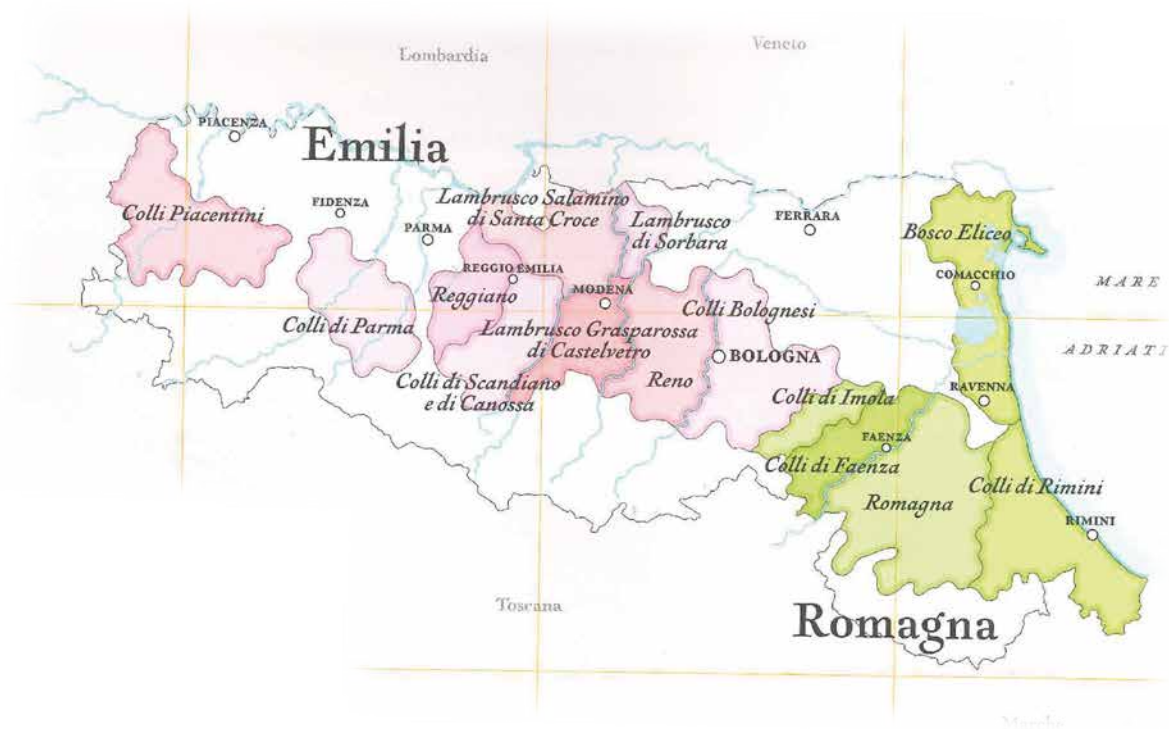 Lombardia
Veneto
PIACENZA
Emilia
Colli Piacentini
FIDENZA
PARMA
Lambrusco Salamino
di Santa Croce
Lambrusco
di Sorbara
FERRARA
Bosco Eliceo
REGGIO EMILIA
Reggiano
MODENA
COMACCHIO
MARE
ADRIATI
Colli di Parma
Lambrusco Grasparossa
di Castelvetro
Colli Bolognesi
BOLOGNA
Colli di Scandiano
e di Canossa
Reno
Colli di Imola
RAVENNA
FAENZA
Colli di Faenza
Romagna
Colli di Rimini
RIMINI
Toscana
Romagna
Marche